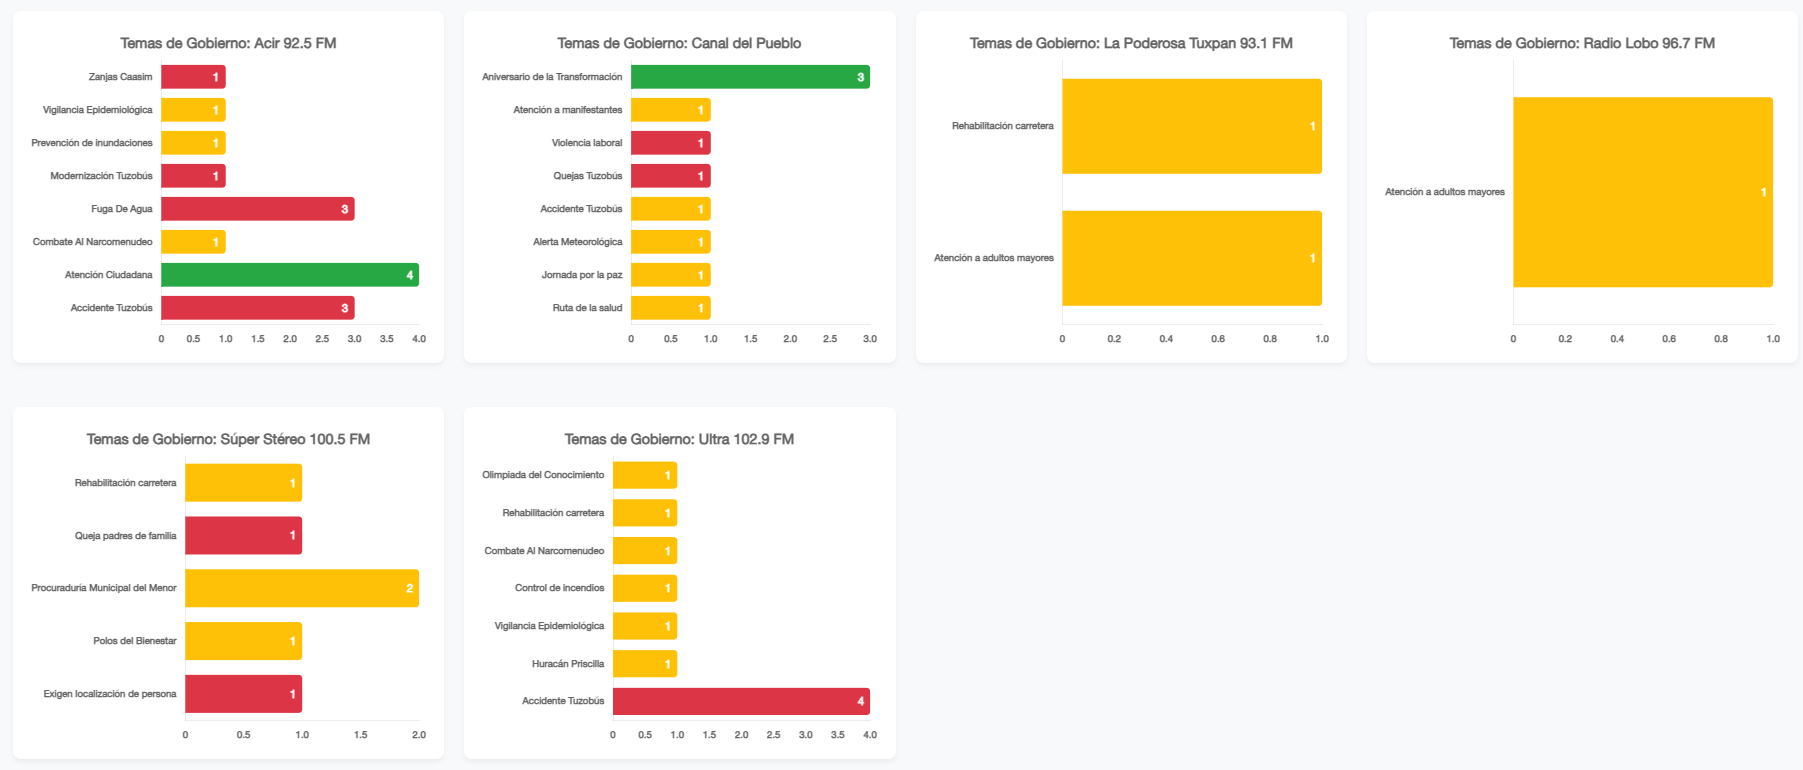 Temas de Gobierno: Acir 92.5 FM
Zanjas Caasim
1
Vigilancia Epidemiológica
1
Prevención de inundaciones
1
Modernización Tuzobús
1
Fuga De Agua
3
Combate Al Narcomenudeo
1
Atención Ciudadana
4
Accidente Tuzobús
3
0 0.5 1.0 1.5 2.0 2.5 3.0 3.5 4.0
Temas de Gobierno: Canal del Pueblo
Aniversario de la Transformación
3
Atención a manifestantes
1
Violencia laboral
1
Quejas Tuzobús
1
Accidente Tuzobús
1
Alerta Meteorológica
1
Jornada por la paz
1
Ruta de la salud
1
0 0.5 1.0 1.5 2.0 2.5 3.0
Temas de Gobierno: La Poderosa Tuxpan 93.1 FM
Rehabilitación carretera
1
Atención a adultos mayores
1
0 0.2 0.4 0.6 0.8 1.0
Temas de Gobierno: Radio Lobo 96.7 FM
Atención a adultos mayores
1
0 0.2 0.4 0.6 0.8 1.0
Temas de Gobierno: Súper Stéreo 100.5 FM
Rehabilitación carretera
1
Queja padres de familia
1
Procuraduría Municipal del Menor
2
Polos del Bienestar
1
Exigen localización de persona
1
0 0.5 1.0 1.5 2.0
Temas de Gobierno: Ultra 102.9 FM
Olimpiada del Conocimiento
1
Rehabilitación carretera
1
Combate Al Narcomenudeo
1
Control de incendios
1
Vigilancia Epidemiológica
1
Huracán Priscilla
1
Accidente Tuzobús
4
0 0.5 1.0 1.5 2.0 2.5 3.0 3.5 4.0